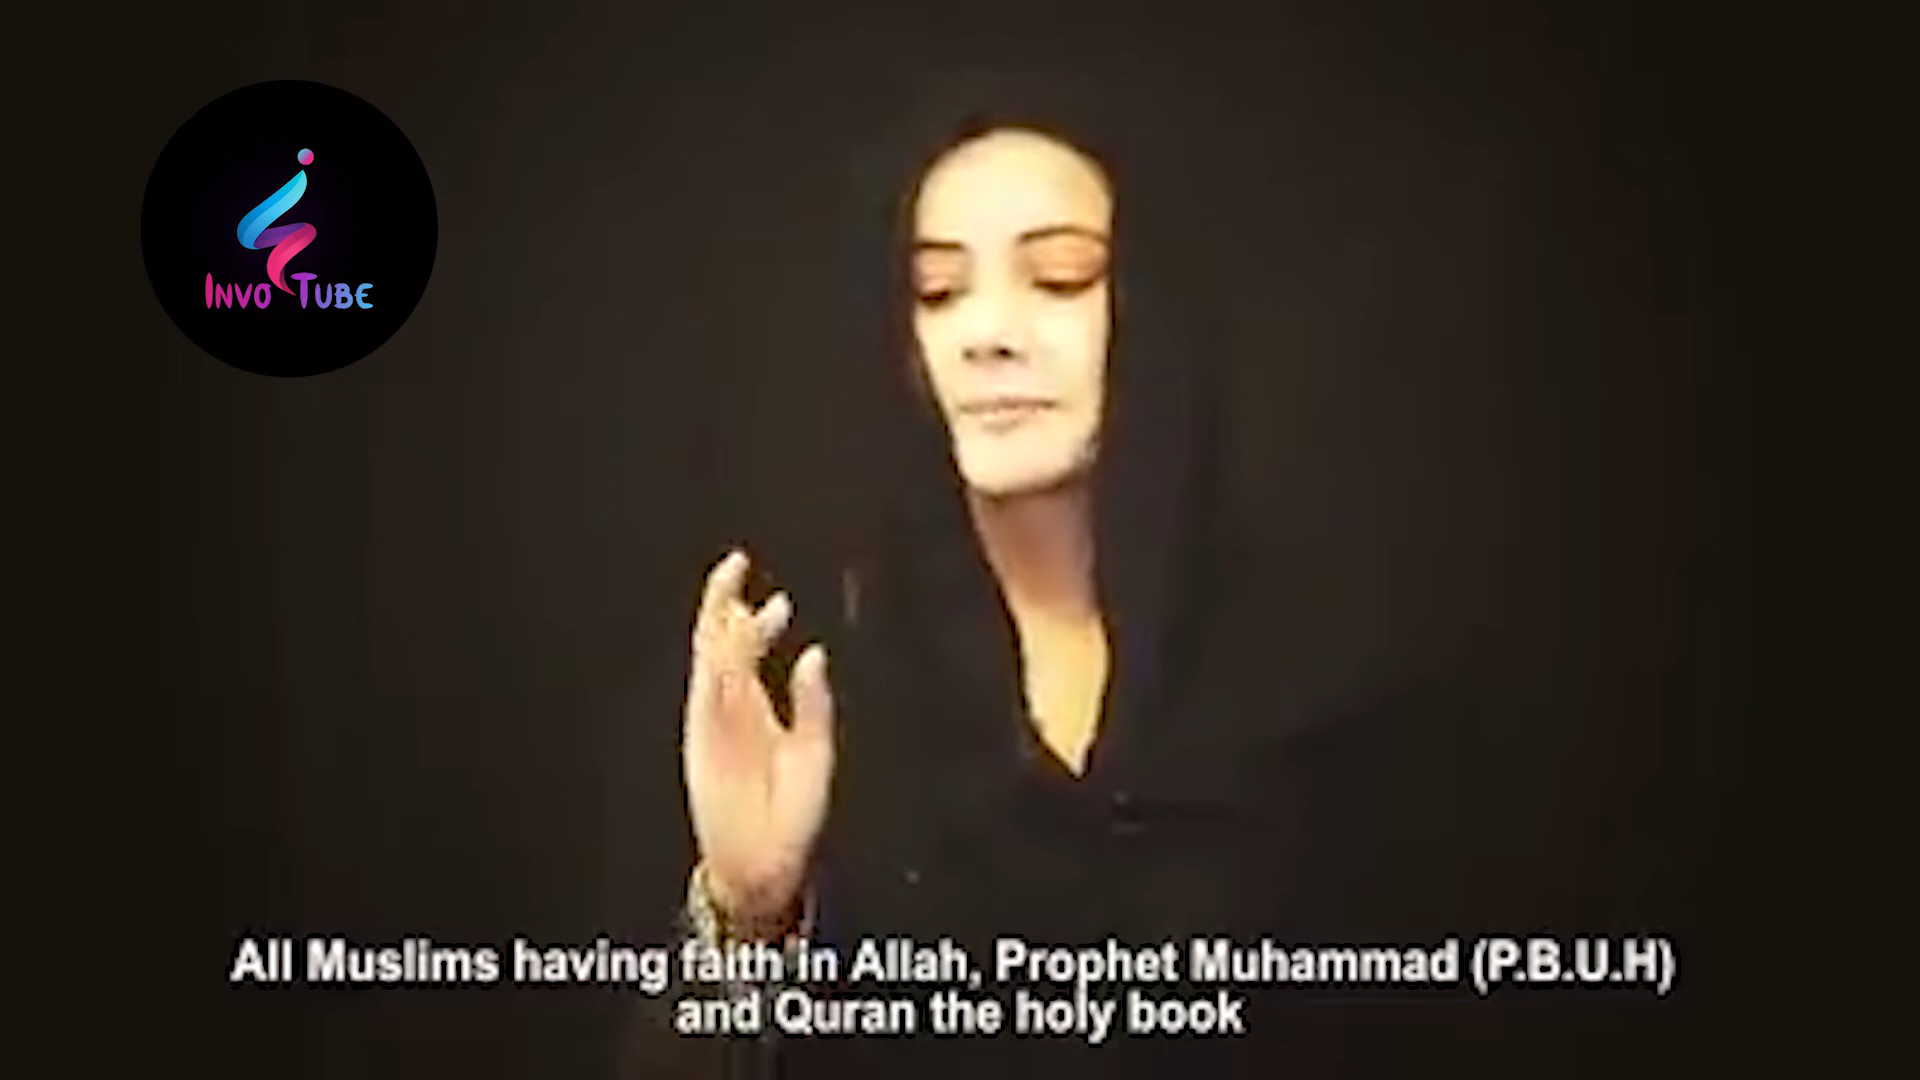 INVO TUBE
All Muslims having faith in Allah, Prophet Muhammad (P.B.U.H)
and Quran the holy book